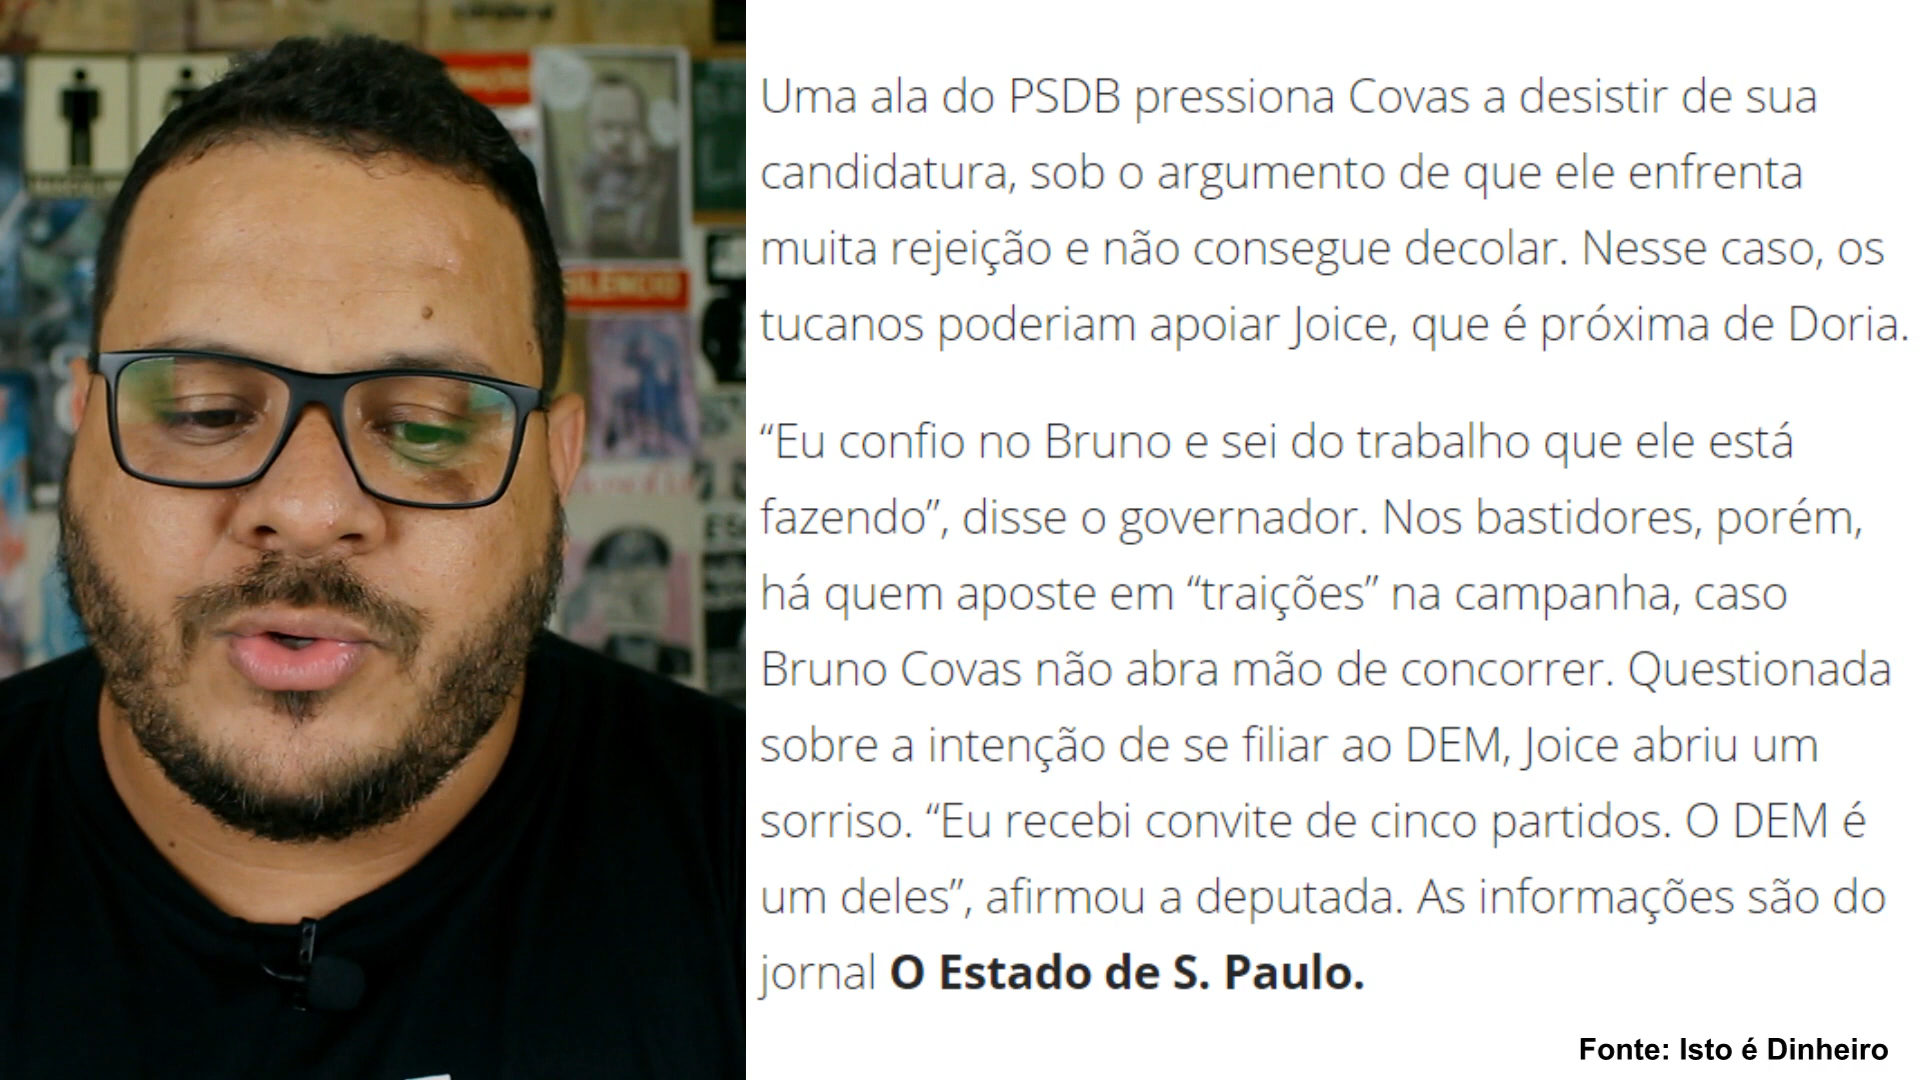 SILENCIO
Uma ala do PSDB pressiona Covas a desistir de sua
candidatura, sob o argumento de que ele enfrenta
muita rejeição e não consegue decolar. Nesse caso, os
tucanos poderiam apoiar Joice, que é próxima de Doria.
“Eu confio no Bruno e sei do trabalho que ele está
fazendo”, disse o governador. Nos bastidores, porém,
há quem aposte em “traições” na campanha, caso
Bruno Covas não abra mão de concorrer. Questionada
sobre a intenção de se filiar ao DEM, Joice abriu um
sorriso. “Eu recebi convite de cinco partidos. O DEM é
um deles”, afirmou a deputada. As informações são do
jornal O Estado de S. Paulo.
Fonte: Isto é Dinheiro